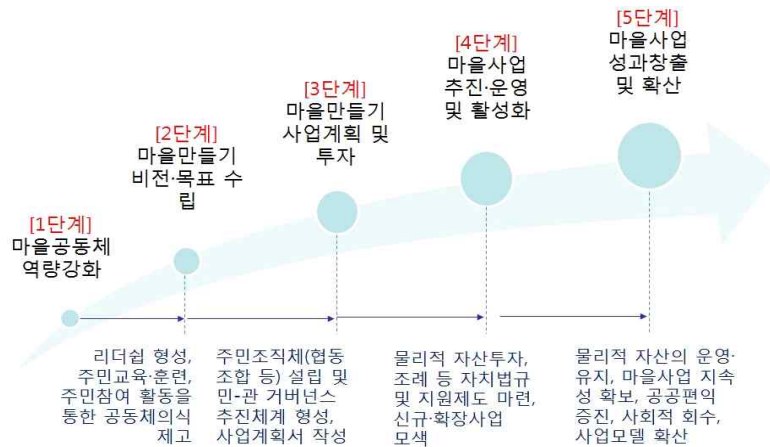 [1단계]
마을공동체
역량강화
[2단계]
마을만들기
비전·목표 수
립
[3단계]
마을만들기
사업계획 및
투자
[4단계]
마을사업
추진·운영
및 활성화
[5단계]
마을사업
성과창출
및 확산
리더쉽 형성,
주민교육·훈련,
주민참여 활동을
통한 공동체의식
제고
주민조직체(협동
조합 등) 설립 및
민-관 거버넌스
추진체계 형성,
사업계획서 작성
물리적 자산투자,
조례 등 자치법규
및 지원제도 마련,
신규·확장사업
모색
물리적 자산의 운영·
유지, 마을사업 지속
성 확보, 공공편익
증진, 사회적 회수,
사업모델 확산